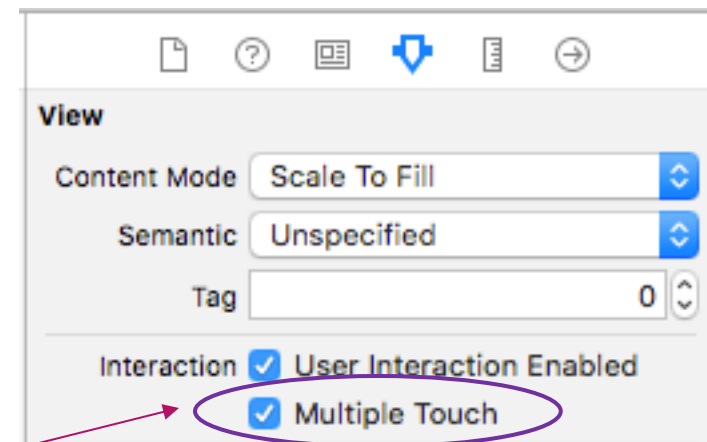 View
Content Mode Scale To Fill
Semantic Unspecified
Tag 0
Interaction User Interaction Enabled
Multiple Touch